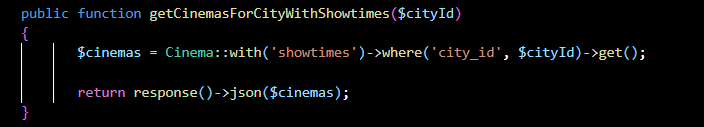 public function getCinemasForCityWithShowtimes($cityId)
{
    $cinemas = Cinema::with('showtimes')->where('city_id', $cityId)->get();
    return response()->json($cinemas);
}